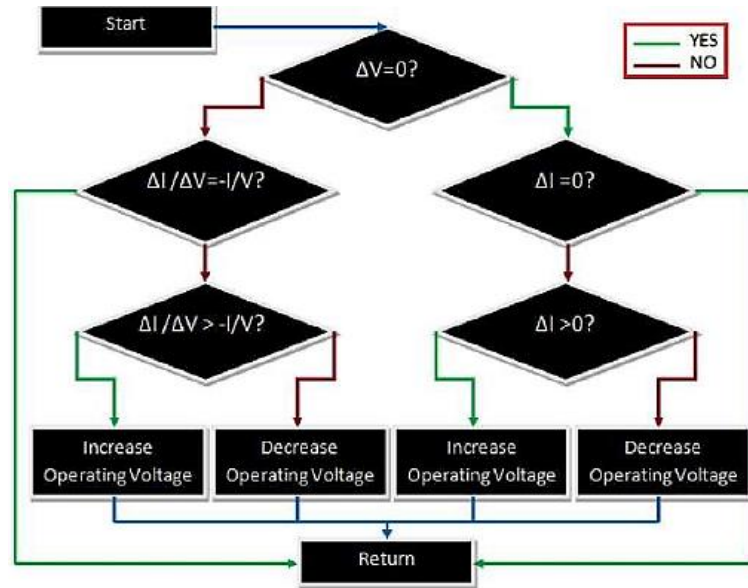 Start
ΔV=0?
YES
NO
ΔI/ΔV=-I/V?
ΔI=0?
ΔI/ΔV > -I/V?
ΔI >0?
Increase
Operating Voltage
Decrease
Operating Voltage
Increase
Operating Voltage
Decrease
Operating Voltage
Return